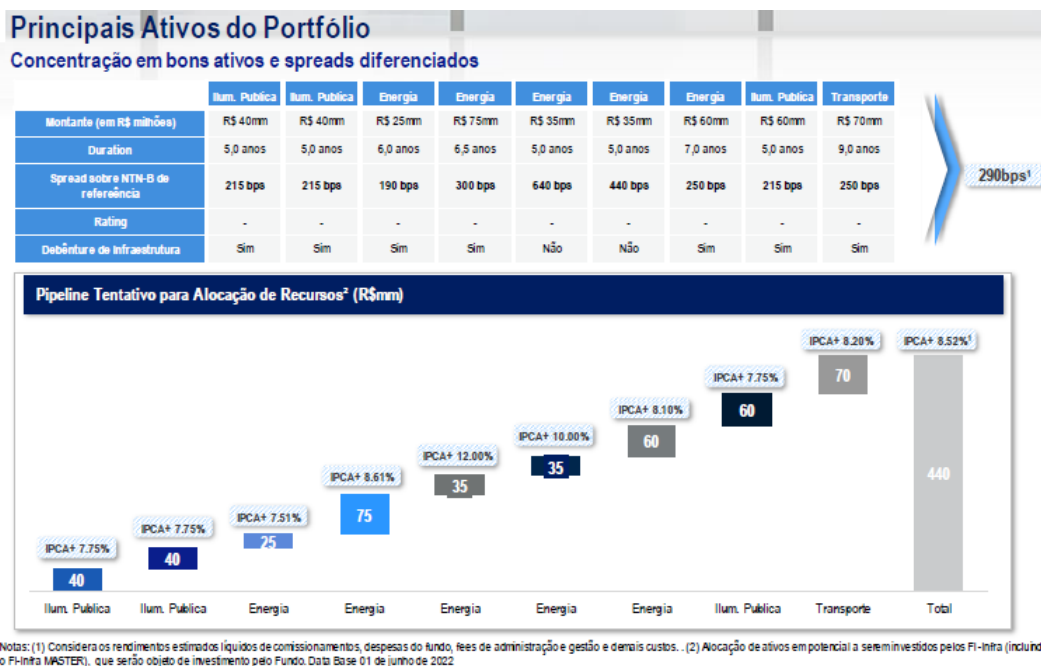 Principais Ativos do Portfólio
Concentração em bons ativos e spreads diferenciados
Ilum. Publica Ilum. Publica Energia Energia Energia Energia Energia Ilum. Publica Transporte
Montante (em R$ milhões) R$ 40mm R$ 40mm R$ 25mm R$ 75mm R$ 35mm R$ 35mm R$ 60mm R$ 60mm R$ 70mm
Duration 5,0 anos 5,0 anos 6,0 anos 6,5 anos 5,0 anos 5,0 anos 7,0 anos 5,0 anos 9,0 anos
Spread sobre NTN-B de
refereência 215 bps 215 bps 190 bps 300 bps 640 bps 440 bps 250 bps 215 bps 250 bps
290bps¹
Rating - - - - - - - - -
Debênture de Infraestrutura Sim Sim Sim Sim Não Não Sim Sim Sim
Pipeline Tentativo para Alocação de Recursos² (R$mm)
IPCA+ 8.20% IPCA+ 8.52%¹
70
IPCA+ 7.75%
60
IPCA+ 8.10%
60
IPCA+ 10.00%
35
IPCA+ 12.00%
35
440
IPCA+ 8.61%
75
IPCA+ 7.51%
25
IPCA+ 7.75%
40
IPCA+ 7.75%
40
Ilum. Publica Ilum. Publica Energia Energia Energia Energia Energia Ilum. Publica Transporte Total
Notas: (1) Considera os rendimentos estimados líquidos de comissionamentos, despesas do fundo, fees de administração e gestão e demais custos. . (2) Alocação de ativos em potencial a serem investidos pelos FI-Infra (incluind
o FI-Infra MASTER), que serão objeto de investimento pelo Fundo. Data Base 01 de junho de 2022